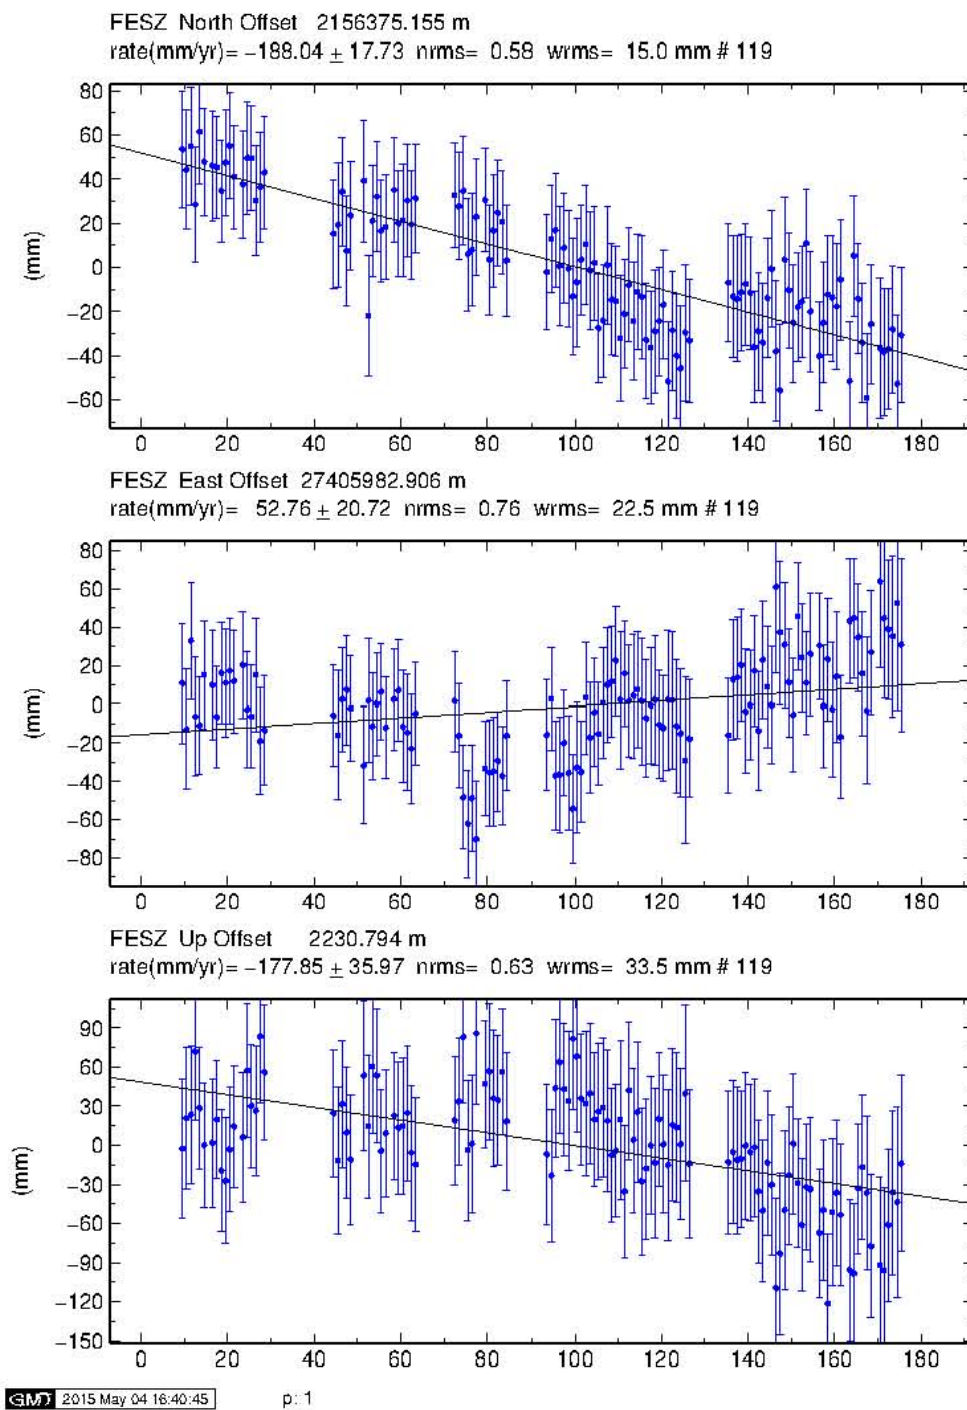 FESZ North Offset 2156375.155 m
rate(mm/yr)= −188.04 ± 17.73 nrms= 0.58 wrms= 15.0 mm # 119
80
60
40
20
0
−20
−40
−60
(mm)
0 20 40 60 80 100 120 140 160 180
FESZ East Offset 27405982.906 m
rate(mm/yr)= 52.76 ± 20.72 nrms= 0.76 wrms= 22.5 mm # 119
80
60
40
20
0
−20
−40
−60
−80
(mm)
0 20 40 60 80 100 120 140 160 180
FESZ Up Offset 2230.794 m
rate(mm/yr)= −177.85 ± 35.97 nrms= 0.63 wrms= 33.5 mm # 119
90
60
30
0
−30
−60
−90
−120
−150
(mm)
0 20 40 60 80 100 120 140 160 180
GMT 2015 May 04 16:40:45 p: 1